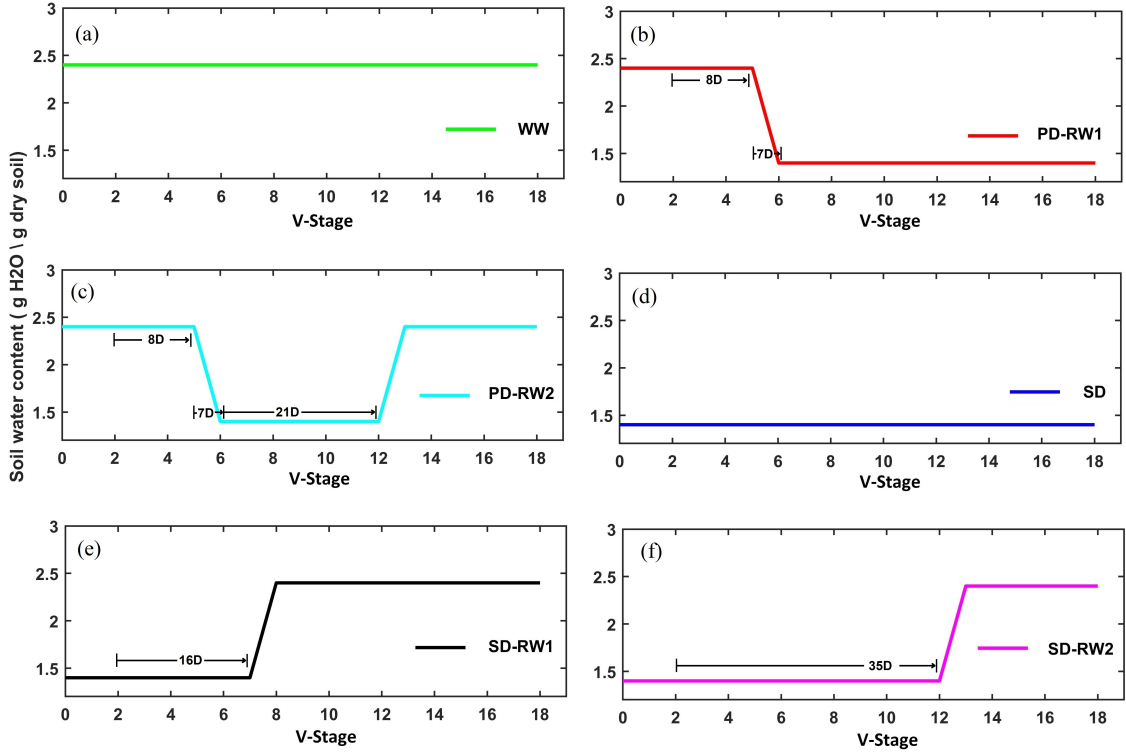 Soil water content ( g H2O \ g dry soil)
(a)
3
2.5
2
1.5
WW
0 2 4 6 8 10 12 14 16 18
V-Stage
(b)
3
2.5
2
1.5
8D
7D
PD-RW1
0 2 4 6 8 10 12 14 16 18
V-Stage
(c)
3
2.5
2
1.5
8D
7D
21D
PD-RW2
0 2 4 6 8 10 12 14 16 18
V-Stage
(d)
3
2.5
2
1.5
SD
0 2 4 6 8 10 12 14 16 18
V-Stage
(e)
3
2.5
2
1.5
16D
SD-RW1
0 2 4 6 8 10 12 14 16 18
V-Stage
(f)
3
2.5
2
1.5
35D
SD-RW2
0 2 4 6 8 10 12 14 16 18
V-Stage